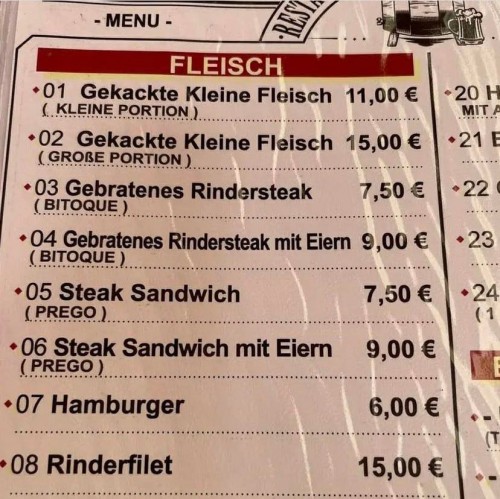 - MENU -
REST
FLEISCH
01 Gekackte Kleine Fleisch 11,00 €
( KLEINE PORTION )
02 Gekackte Kleine Fleisch 15,00 €
( GROßE PORTION )
03 Gebratenes Rindersteak 7,50 €
( BITOQUE )
04 Gebratenes Rindersteak mit Eiern 9,00 €
( BITOQUE )
05 Steak Sandwich 7,50 €
( PREGO )
06 Steak Sandwich mit Eiern 9,00 €
( PREGO )
07 Hamburger 6,00 €
08 Rinderfilet 15,00 €
20 H
MIT A
21
22
23
24
( 1